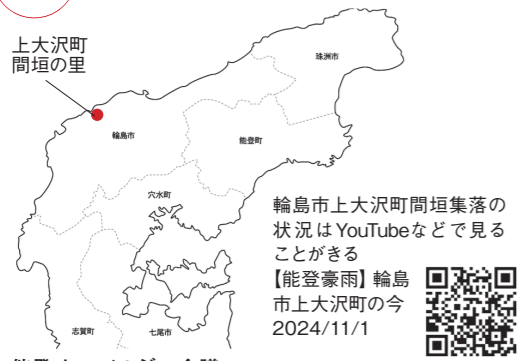 上大沢町
間垣の里
珠洲市
輪島市
能登町
穴水町
志賀町
七尾市
輪島市上大沢町間垣集落の
状況はYouTubeなどで見る
ことがきる
【能登豪雨】輪島
市上大沢町の今
2024/11/1